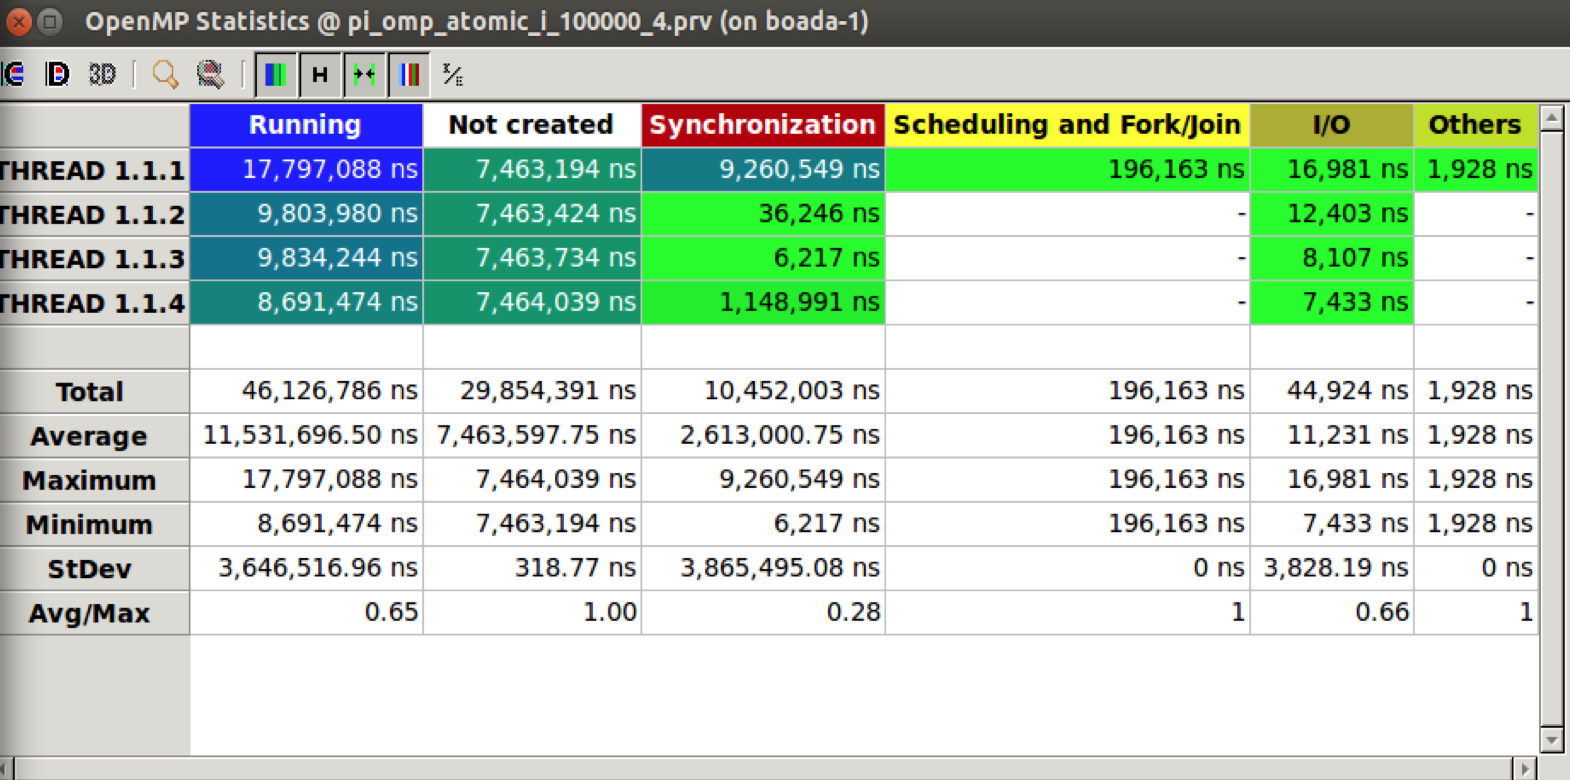 OpenMP Statistics @ pi_omp_atomic_i_100000_4.prv (on boada-1)
3D H
Running Not created Synchronization Scheduling and Fork/Join I/O Others
THREAD 1.1.1 17,797,088 ns 7,463,194 ns 9,260,549 ns 196,163 ns 16,981 ns 1,928 ns
THREAD 1.1.2 9,803,980 ns 7,463,424 ns 36,246 ns - 12,403 ns -
THREAD 1.1.3 9,834,244 ns 7,463,734 ns 6,217 ns - 8,107 ns -
THREAD 1.1.4 8,691,474 ns 7,464,039 ns 1,148,991 ns - 7,433 ns -
Total 46,126,786 ns 29,854,391 ns 10,452,003 ns 196,163 ns 44,924 ns 1,928 ns
Average 11,531,696.50 ns 7,463,597.75 ns 2,613,000.75 ns 196,163 ns 11,231 ns 1,928 ns
Maximum 17,797,088 ns 7,464,039 ns 9,260,549 ns 196,163 ns 16,981 ns 1,928 ns
Minimum 8,691,474 ns 7,463,194 ns 6,217 ns 196,163 ns 7,433 ns 1,928 ns
StDev 3,646,516.96 ns 318.77 ns 3,865,495.08 ns 0 ns 3,828.19 ns 0 ns
Avg/Max 0.65 1.00 0.28 1 0.66 1